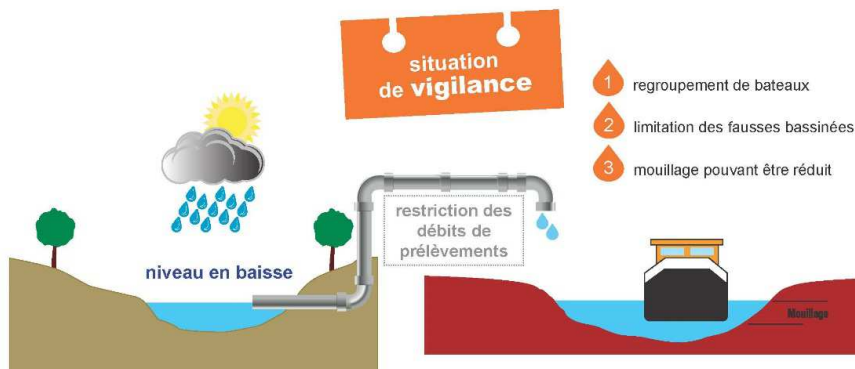 situation
de vigilance
1 regroupement de bateaux
2 limitation des fausses bassinées
3 mouillage pouvant être réduit
restriction des
débits de
prélèvements
niveau en baisse
Mouillage